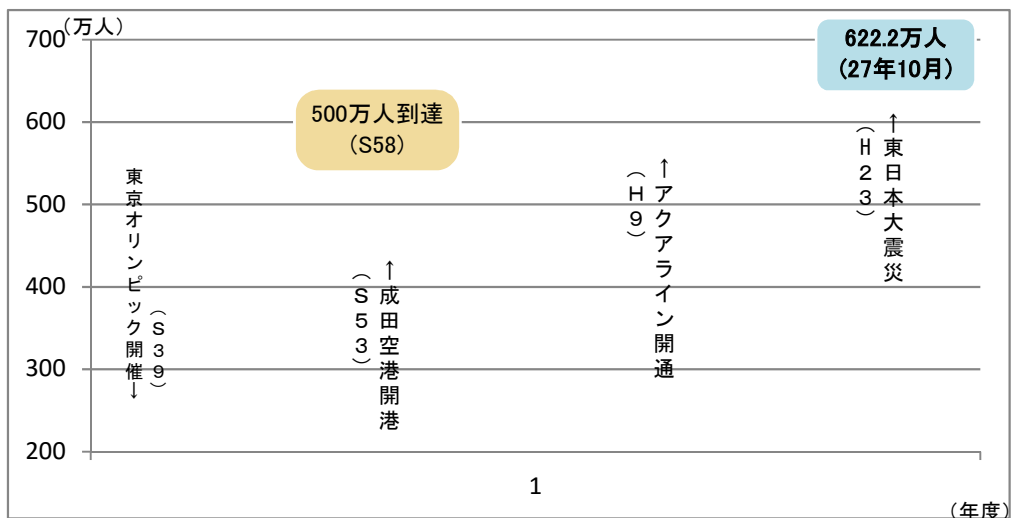 （万人）
700
600
500
400
300
200
622.2万人
（27年10月）
500万人到達
（S58）
東京オリンピック開催→
（S39）
←成田空港開港
（S53）
←アクアライン開通
（H9）
←東日本大震災
（H23）
1
（年度）